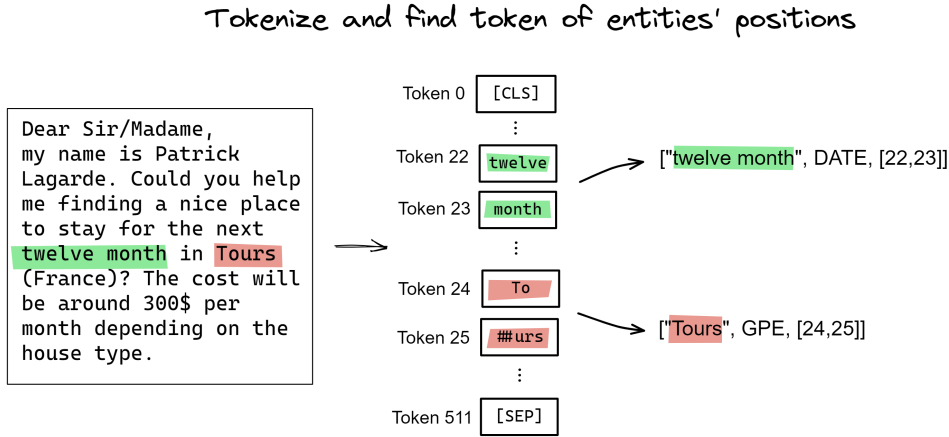 Tokenize and find token of entities' positions
Dear Sir/Madame,
my name is Patrick
Lagarde. Could you help
me finding a nice place
to stay for the next
twelve month in Tours
(France)? The cost will
be around 300$ per
month depending on the
house type.
Token 0 [CLS]
Token 22 twelve
Token 23 month
Token 24 To
Token 25 ##urs
Token 511 [SEP]
["twelve month", DATE, [22,23]]
["Tours", GPE, [24,25]]